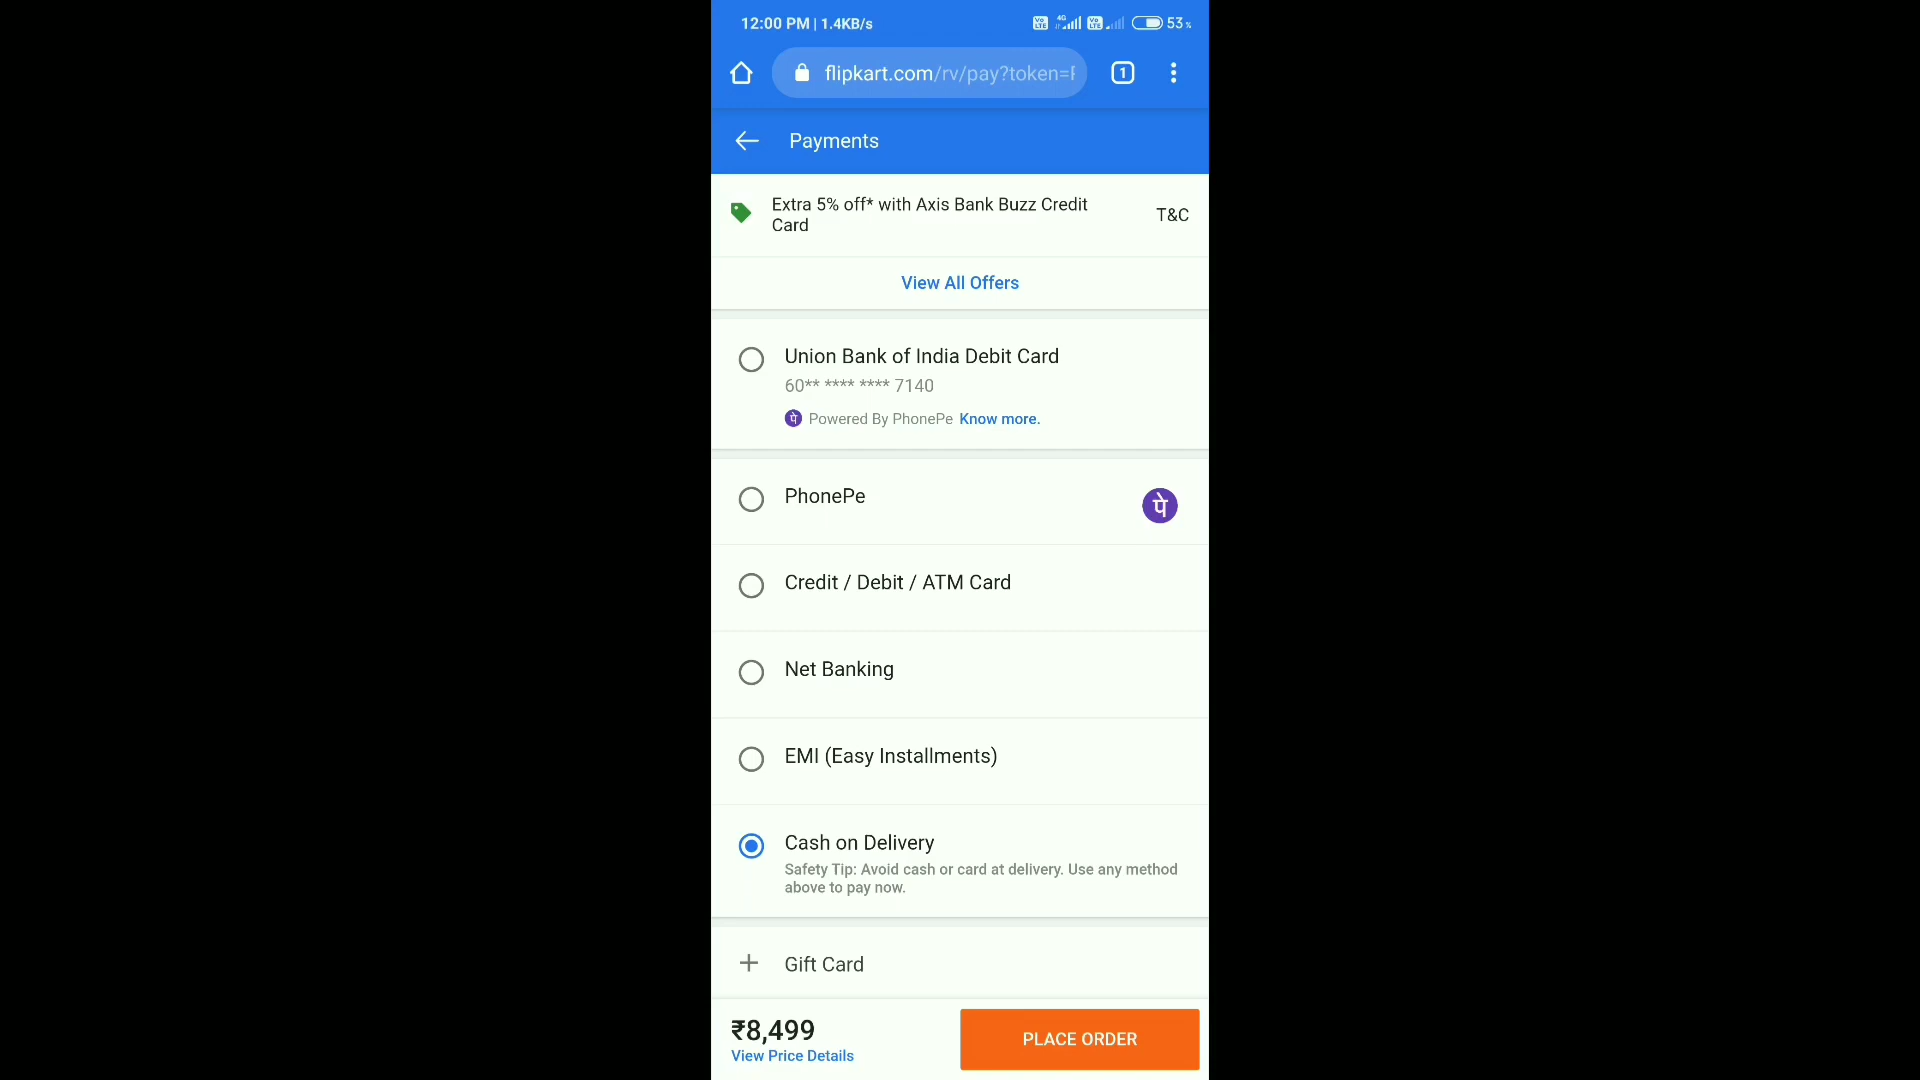 12:00 PM | 1.4KB/s 4G 53%
flipkart.com/rv/pay?token= 1
Payments
Extra 5% off* with Axis Bank Buzz Credit
Card
T&C
View All Offers
Union Bank of India Debit Card
60** **** **** 7140
पे Powered By PhonePe Know more.
PhonePe
पे
Credit / Debit / ATM Card
Net Banking
EMI (Easy Installments)
Cash on Delivery
Safety Tip: Avoid cash or card at delivery. Use any method
above to pay now.
+ Gift Card
₹8,499
View Price Details
PLACE ORDER